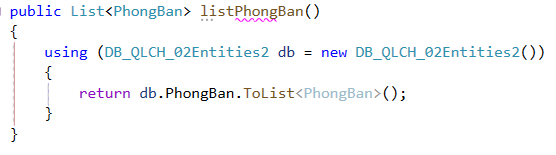 public List<PhongBan> listPhongBan()
{
using (DB_QLCH_02Entities2 db = new DB_QLCH_02Entities2())
{
return db.PhongBan.ToList<PhongBan>();
}
}